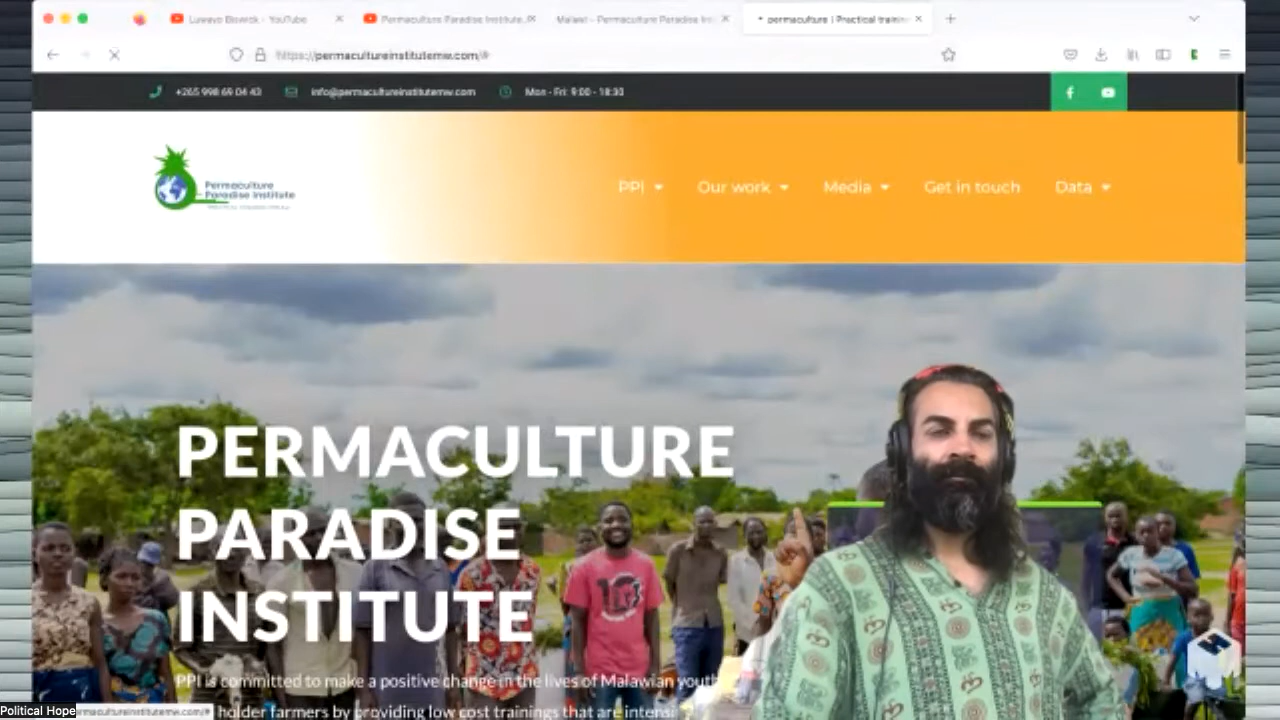 Luwayo Biswick - YouTube
Permaculture Paradise Institute
Malawi - Permaculture Paradise Ins
permaculture | Practical trainin
https://permacultureinstitutemw.com/#
+265 998 69 04 43
info@permacultureinstitutemw.com
Mon - Fri: 9:00 - 18:30
Permaculture
Paradise Institute
PPI
Our work
Media
Get in touch
Data
PERMACULTURE
PARADISE
INSTITUTE
PPI is committed to make a positive change in the lives of Malawian youth
holder farmers by providing low cost trainings that are intensi
Political Hope
rmacultureinstitutemw.com/#